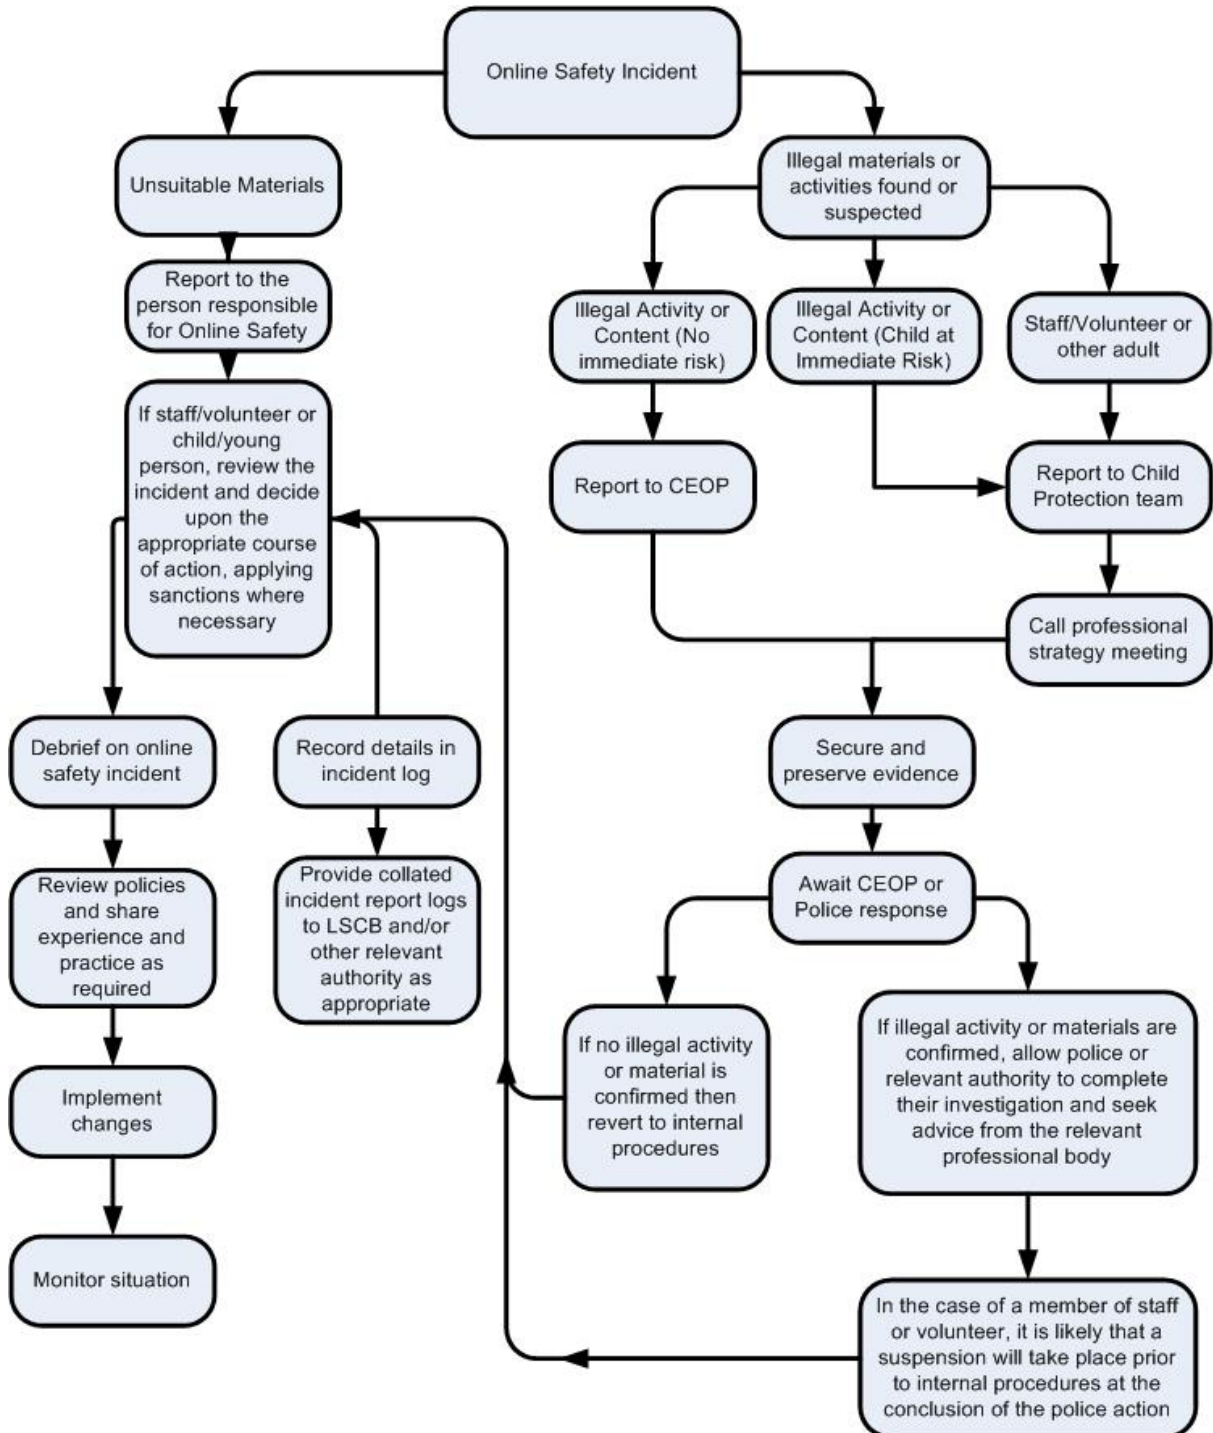 Online Safety Incident
Unsuitable Materials
Illegal materials or
activities found or
suspected
Report to the
person responsible
for Online Safety
Illegal Activity or
Content (No
immediate risk)
Illegal Activity or
Content (Child at
Immediate Risk)
Staff/Volunteer or
other adult
If staff/volunteer or
child/young
person, review the
incident and decide
upon the
appropriate course
of action, applying
sanctions where
necessary
Report to CEOP
Report to Child
Protection team
Call professional
strategy meeting
Debrief on online
safety incident
Record details in
incident log
Secure and
preserve evidence
Review policies
and share
experience and
practice as
required
Provide collated
incident report logs
to LSCB and/or
other relevant
authority as
appropriate
Await CEOP or
Police response
If no illegal activity
or material is
confirmed then
revert to internal
procedures
If illegal activity or materials are
confirmed, allow police or
relevant authority to complete
their investigation and seek
advice from the relevant
professional body
Implement
changes
Monitor situation
In the case of a member of staff
or volunteer, it is likely that a
suspension will take place prior
to internal procedures at the
conclusion of the police action